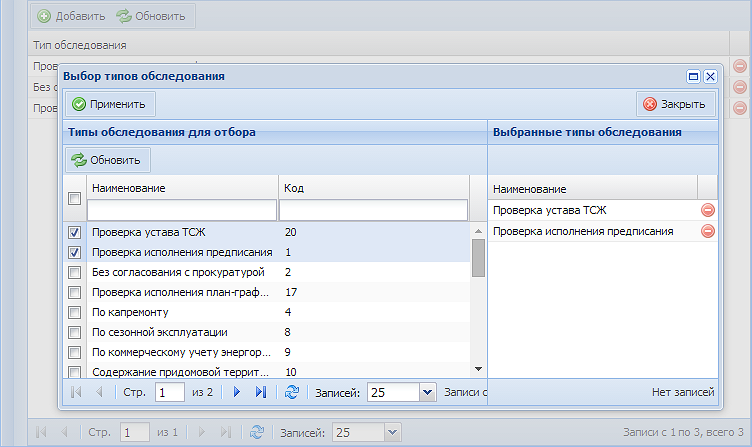 Добавить Обновить
Тип обследования
Выбор типов обследования
Применить Закрыть
Типы обследования для отбора Выбранные типы обследования
Обновить
Наименование Код Наименование
Проверка устава ТСЖ
Проверка исполнения предписания
Проверка устава ТСЖ 20
Проверка исполнения предписания 1
Без согласования с прокуратурой 2
Проверка исполнения план-граф... 17
По капремонту 4
По сезонной эксплуатации 8
По коммерческому учету энергор... 9
Содержание придомовой террит... 10
Стр. 1 из 2 Записей: 25 Записи с Нет записей
Стр. 1 из 1 Записей: 25 Записи с 1 по 3, всего 3